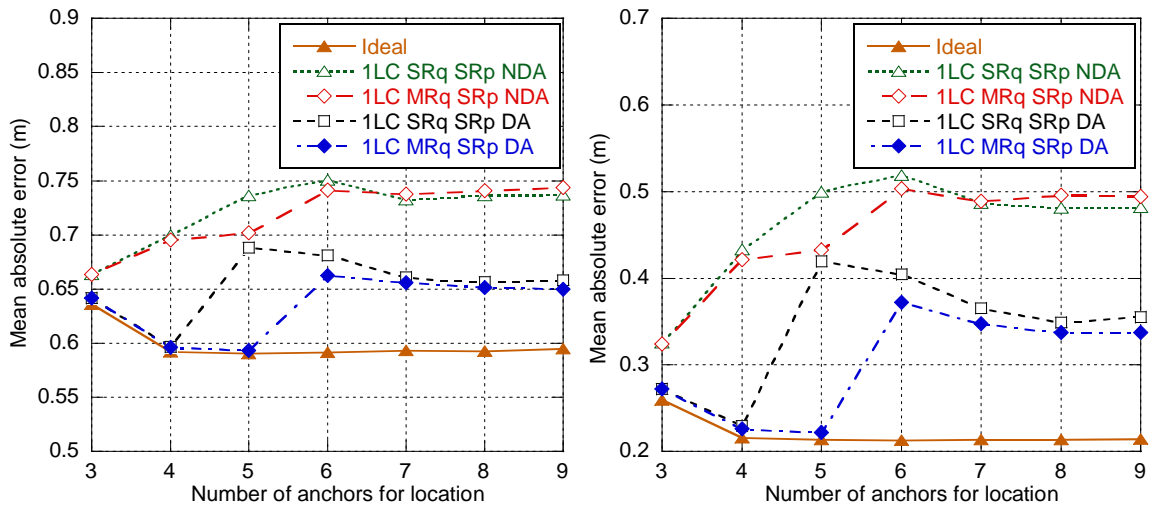 0.9
0.85
0.8
0.75
0.7
0.65
0.6
0.55
0.5
Mean absolute error (m)
Ideal
1LC SRq SRp NDA
1LC MRq SRp NDA
1LC SRq SRp DA
1LC MRq SRp DA
3 4 5 6 7 8 9
Number of anchors for location
0.7
0.6
0.5
0.4
0.3
0.2
Mean absolute error (m)
Ideal
1LC SRq SRp NDA
1LC MRq SRp NDA
1LC SRq SRp DA
1LC MRq SRp DA
3 4 5 6 7 8 9
Number of anchors for location